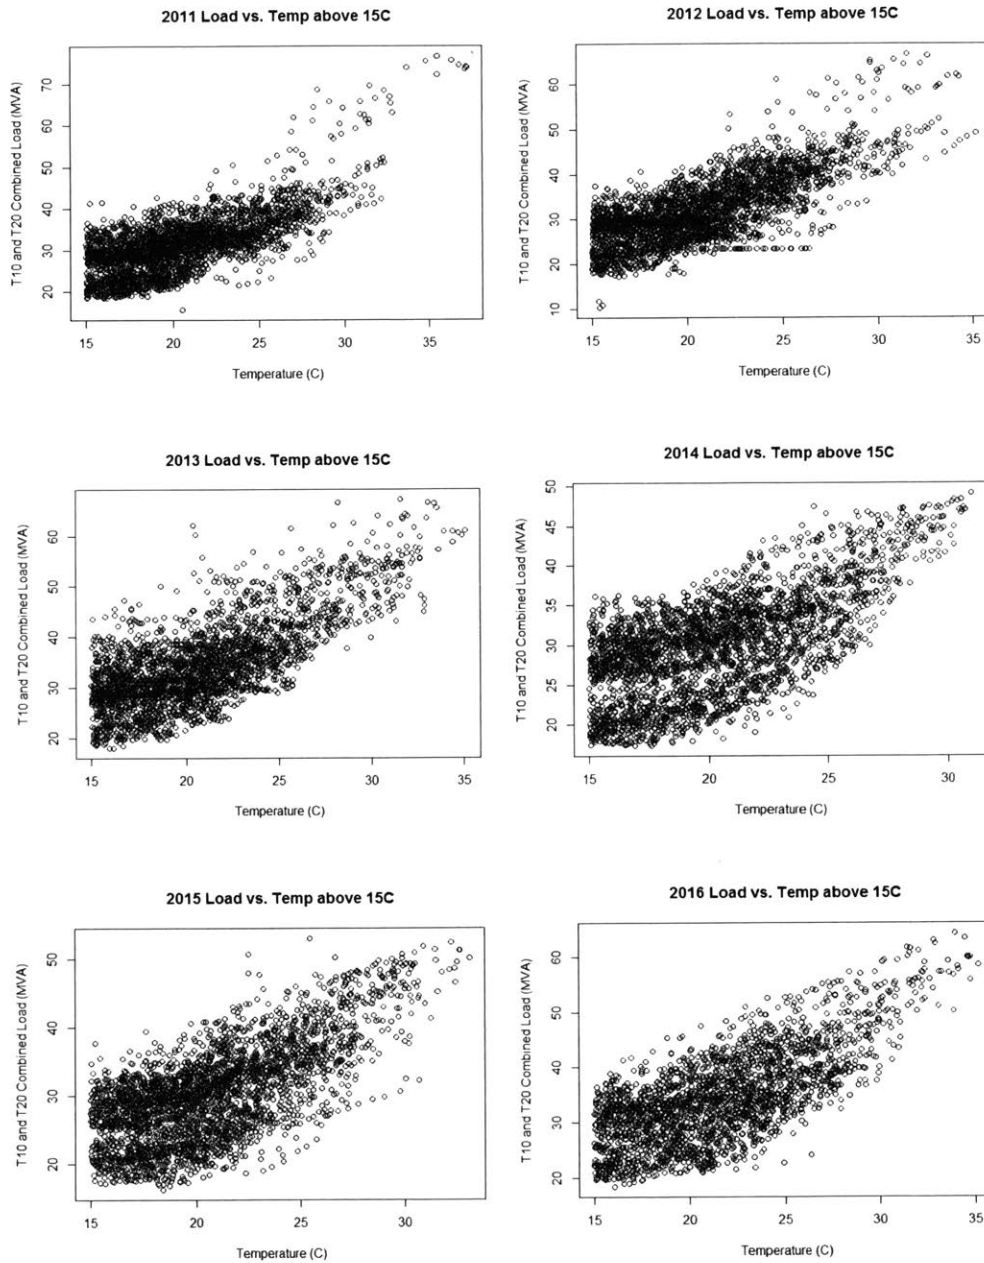 2011 Load vs. Temp above 15C
T10 and T20 Combined Load (MVA)
70
60
50
40
30
20
15 20 25 30 35
Temperature (C)
2012 Load vs. Temp above 15C
T10 and T20 Combined Load (MVA)
60
50
40
30
20
10
15 20 25 30 35
Temperature (C)
2013 Load vs. Temp above 15C
T10 and T20 Combined Load (MVA)
60
50
40
30
20
15 20 25 30 35
Temperature (C)
2014 Load vs. Temp above 15C
T10 and T20 Combined Load (MVA)
50
45
40
35
30
25
20
15 20 25 30
Temperature (C)
2015 Load vs. Temp above 15C
T10 and T20 Combined Load (MVA)
50
40
30
20
15 20 25 30
Temperature (C)
2016 Load vs. Temp above 15C
T10 and T20 Combined Load (MVA)
60
50
40
30
20
15 20 25 30 35
Temperature (C)